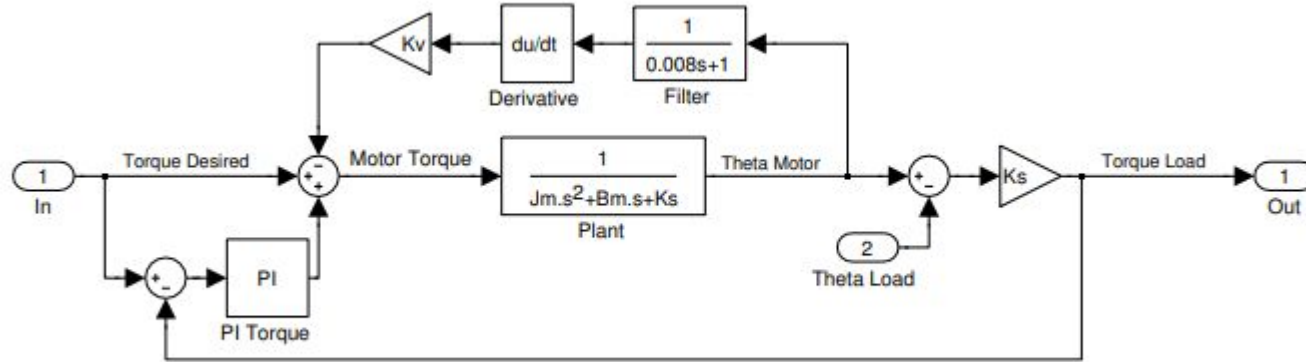 Kv
du/dt
Derivative
1
0.008s+1
Filter
1
In
Torque Desired
-
+
+
Motor Torque
1
Jm.s²+Bm.s+Ks
Plant
Theta Motor
+
-
Ks
Torque Load
1
Out
2
Theta Load
+
-
PI
PI Torque